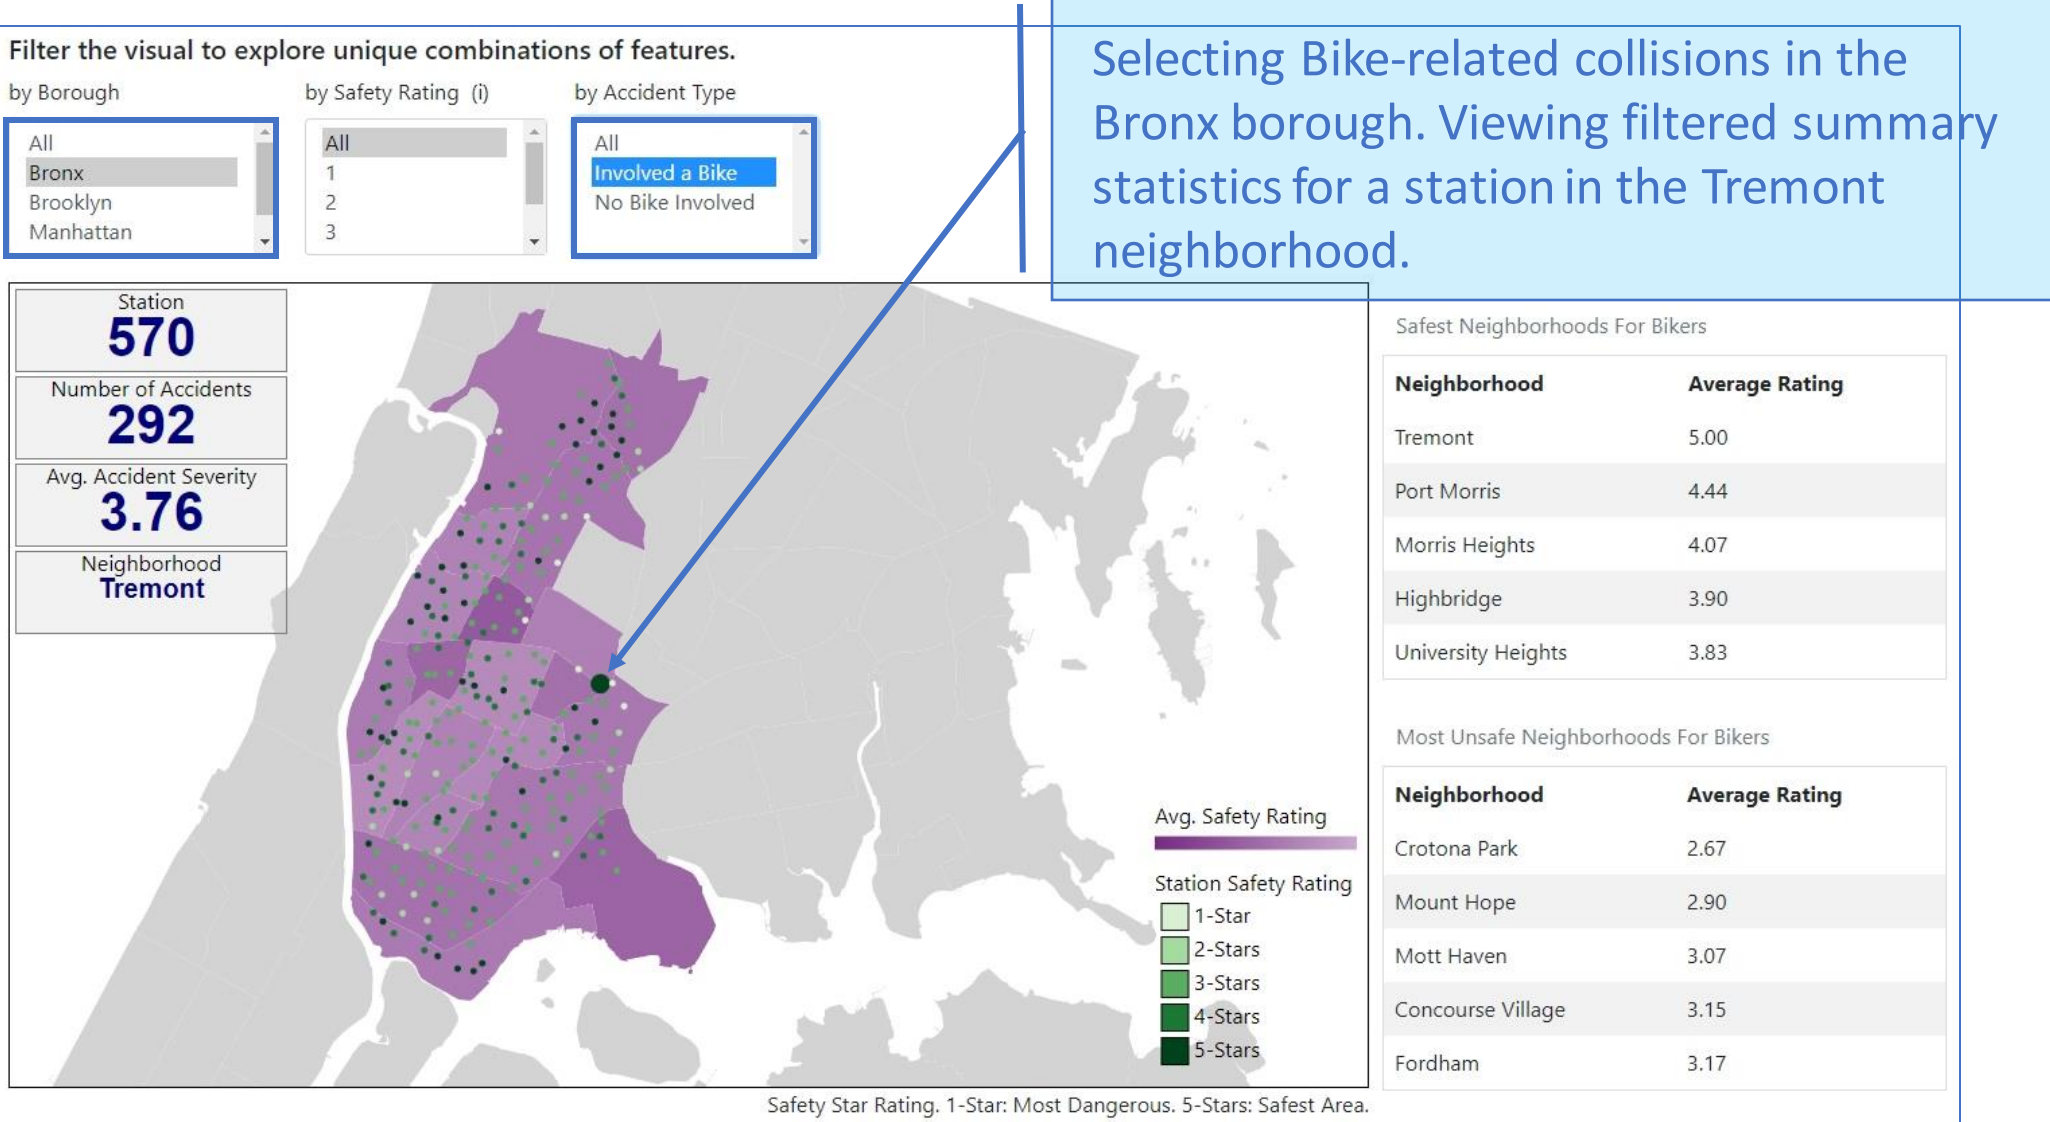 Selecting Bike-related collisions in the
Bronx borough. Viewing filtered summary
statistics for a station in the Tremont
neighborhood.
Filter the visual to explore unique combinations of features.
by Borough
All
Bronx
Brooklyn
Manhattan
by Safety Rating (i)
All
1
2
3
by Accident Type
All
Involved a Bike
No Bike Involved
Station
570
Number of Accidents
292
Avg. Accident Severity
3.76
Neighborhood
Tremont
Avg. Safety Rating
Station Safety Rating
1-Star
2-Stars
3-Stars
4-Stars
5-Stars
Safety Star Rating. 1-Star: Most Dangerous. 5-Stars: Safest Area.
Safest Neighborhoods For Bikers
Neighborhood Average Rating
Tremont 5.00
Port Morris 4.44
Morris Heights 4.07
Highbridge 3.90
University Heights 3.83
Most Unsafe Neighborhoods For Bikers
Neighborhood Average Rating
Crotona Park 2.67
Mount Hope 2.90
Mott Haven 3.07
Concourse Village 3.15
Fordham 3.17